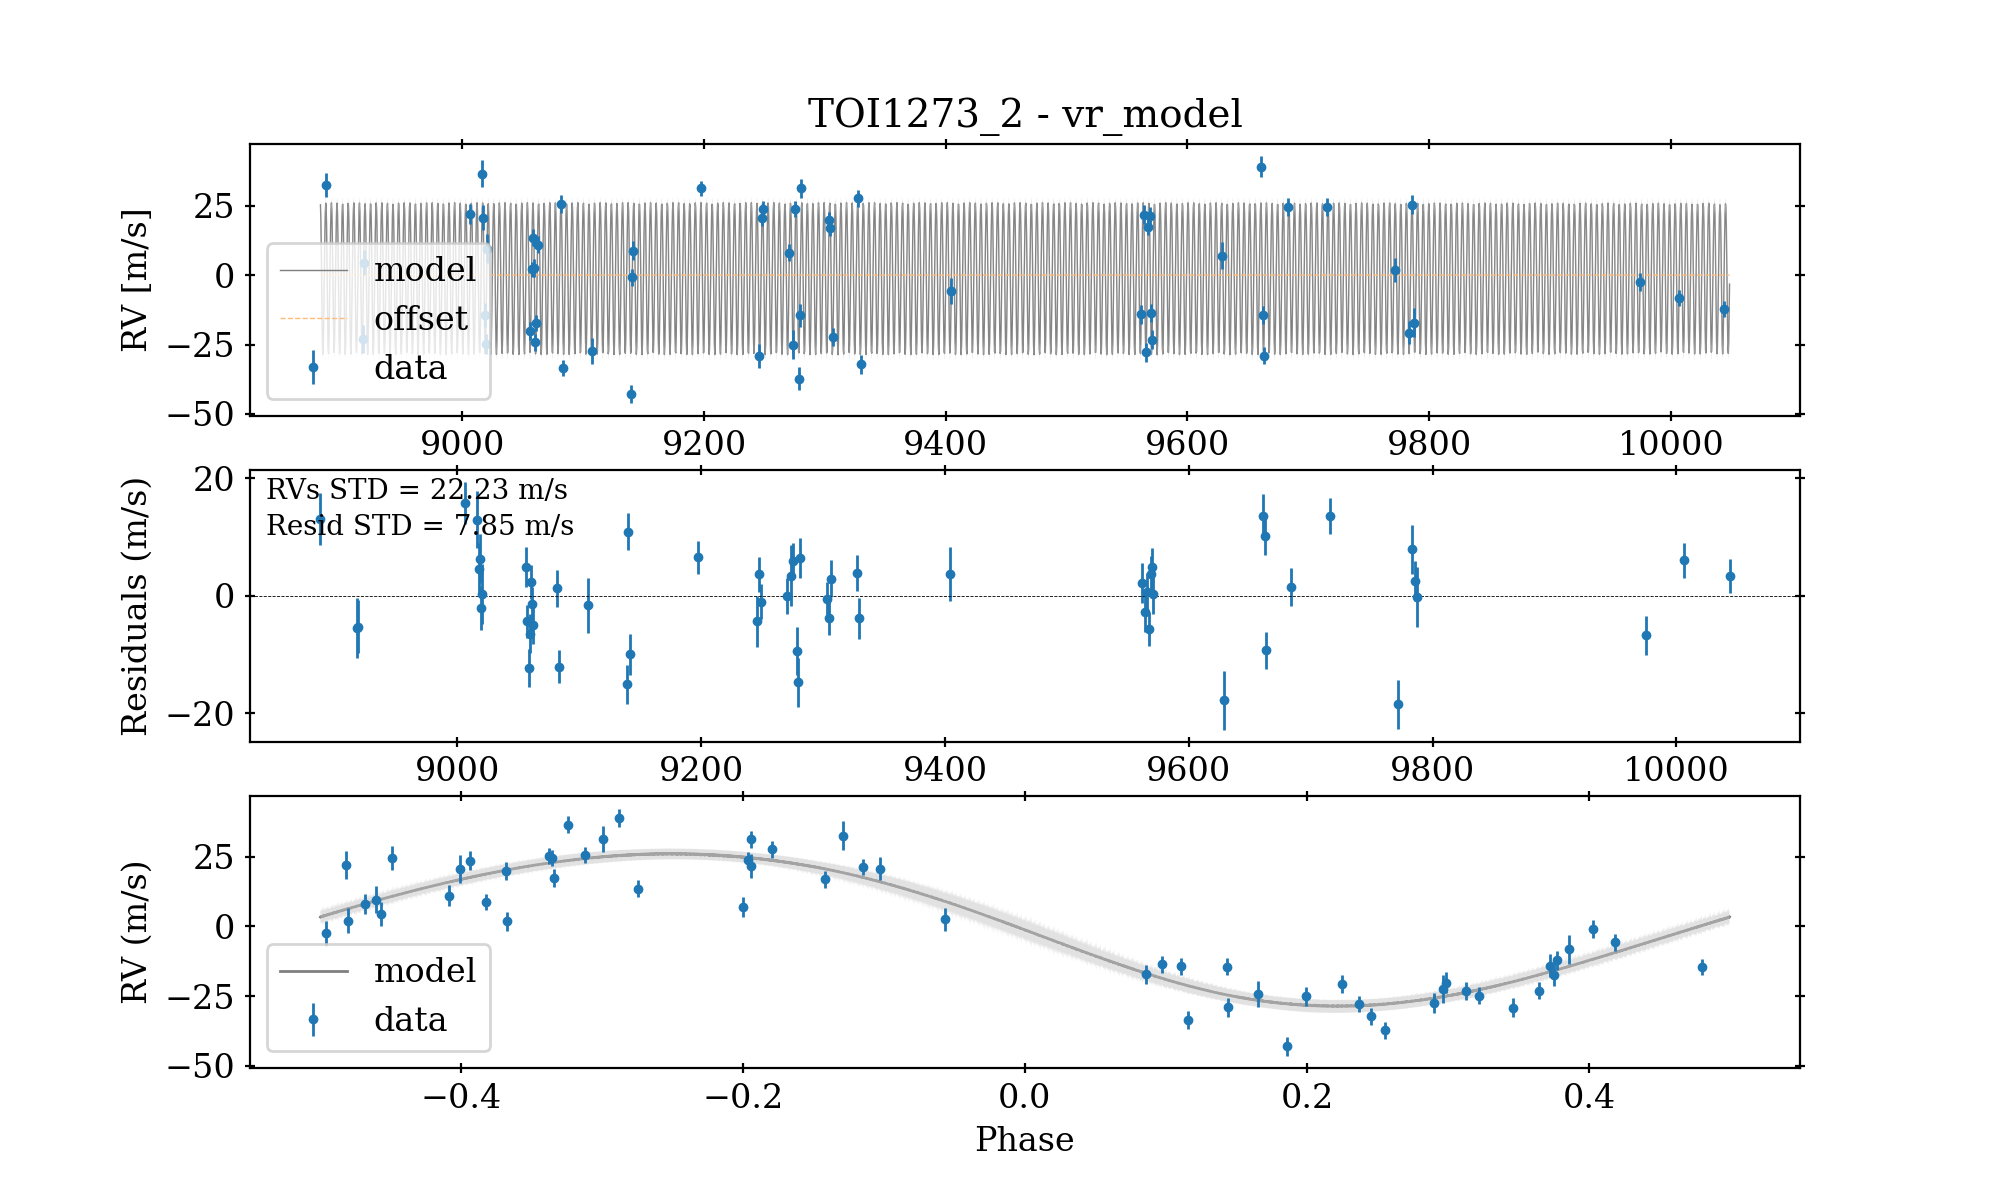 TOI1273_2 - vr_model
RV [m/s]
25
0
−25
−50
model
offset
data
9000 9200 9400 9600 9800 10000
Residuals (m/s)
20
0
−20
RVs STD = 22.23 m/s
Resid STD = 7.85 m/s
9000 9200 9400 9600 9800 10000
RV (m/s)
25
0
−25
−50
model
data
−0.4 −0.2 0.0 0.2 0.4
Phase